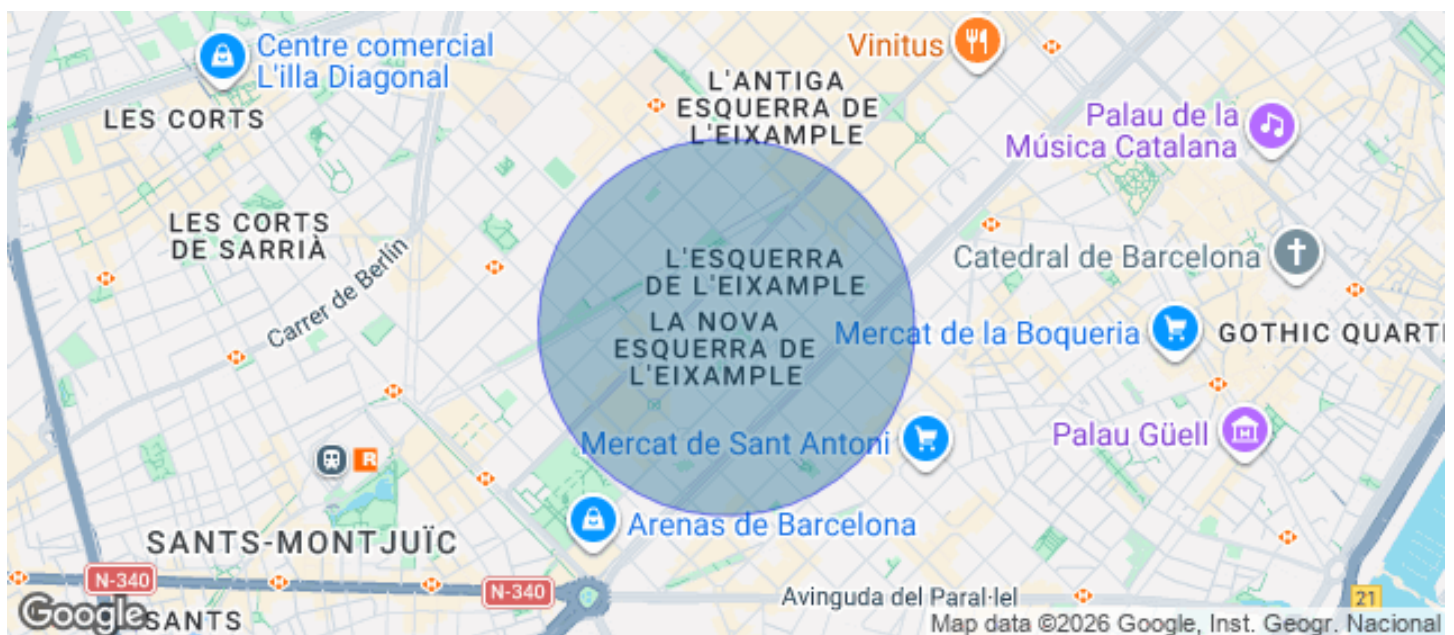 Centre comercial
L'illa Diagonal
Vinitus
L'ANTIGA
ESQUERRA DE
L'EIXAMPLE
LES CORTS
Palau de la
Música Catalana
LES CORTS
DE SARRIÀ
L'ESQUERRA
DE L'EIXAMPLE
Catedral de Barcelona
Carrer de Berlín
LA NOVA
ESQUERRA DE
L'EIXAMPLE
Mercat de la Boqueria
GOTHIC QUARTE
Mercat de Sant Antoni
Palau Güell
R
Arenas de Barcelona
SANTS-MONTJUÏC
N-340
N-340
Avinguda del Paral·lel
21
Google
SANTS
Map data ©2026 Google, Inst. Geogr. Nacional